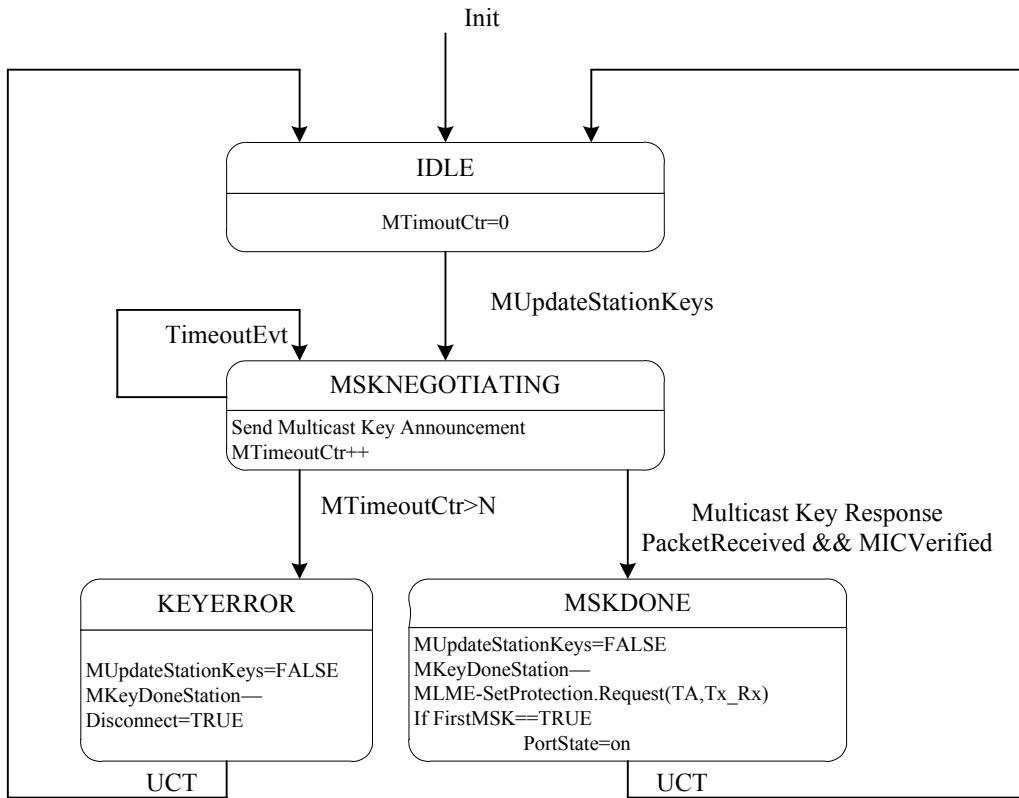 Init
IDLE
MTimoutCtr=0
MUpdateStationKeys
TimeoutEvt
MSKNEGOTIATING
Send Multicast Key Announcement
MTimeoutCtr++
MTimeoutCtr>N
Multicast Key Response
PacketReceived && MICVerified
KEYERROR
MUpdateStationKeys=FALSE
MKeyDoneStation—
Disconnect=TRUE
MSKDONE
MUpdateStationKeys=FALSE
MKeyDoneStation—
MLME-SetProtection.Request(TA,Tx_Rx)
If FirstMSK==TRUE
PortState=on
UCT
UCT